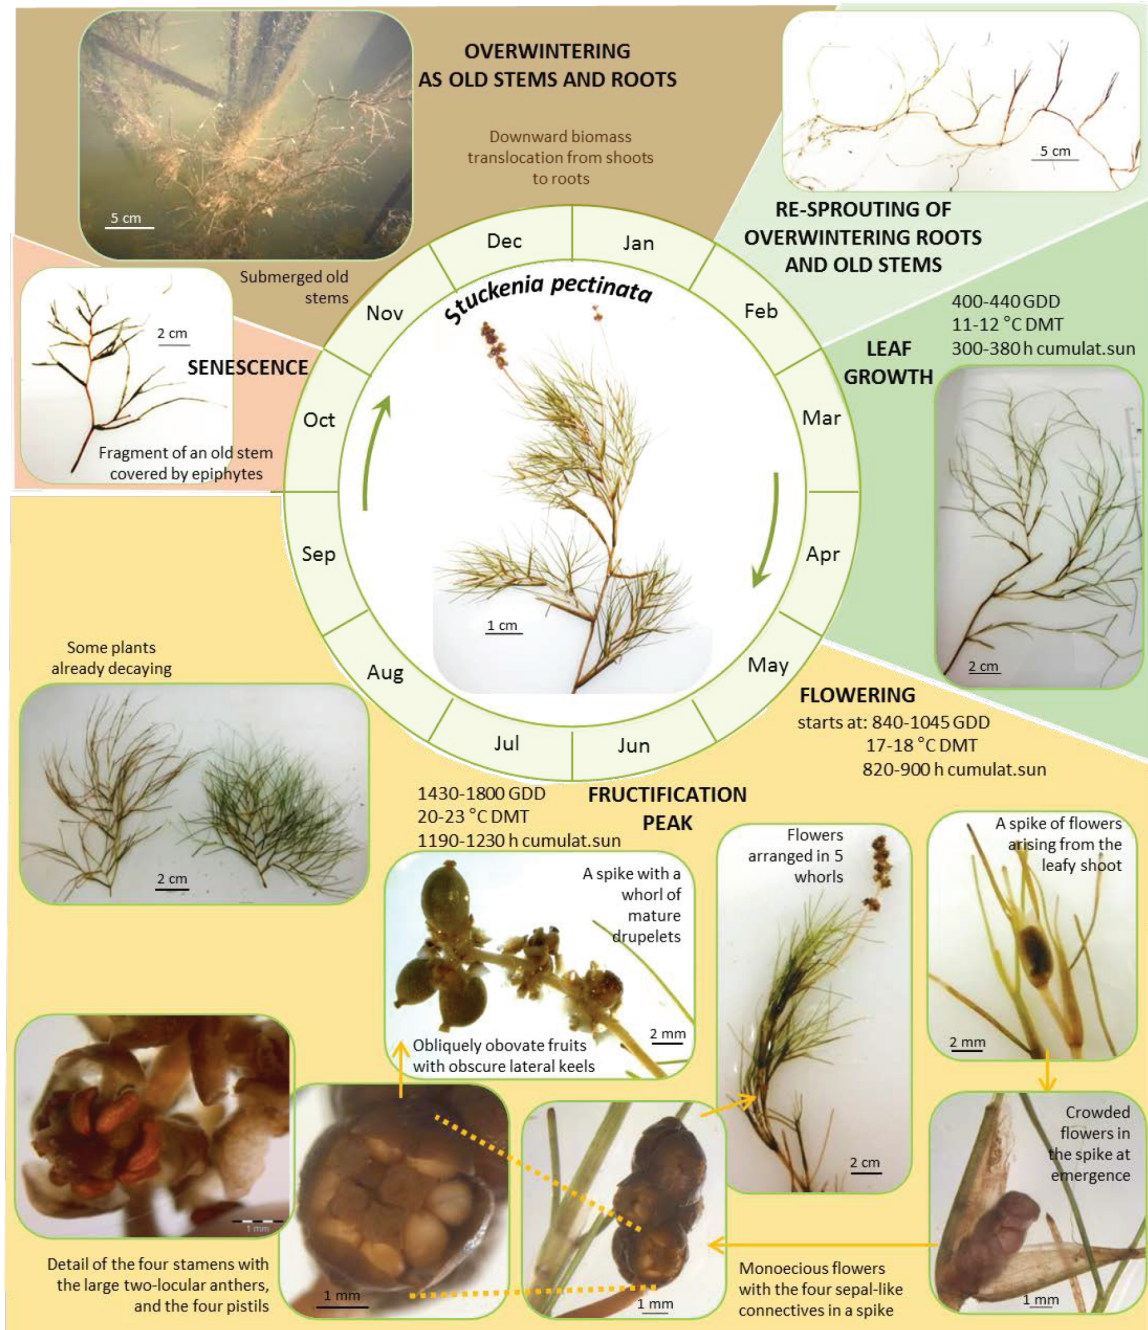 OVERWINTERING
AS OLD STEMS AND ROOTS
Downward biomass
translocation from shoots
to roots
5 cm
Submerged old
stems
5 cm
RE-SPROUTING OF
OVERWINTERING ROOTS
AND OLD STEMS
400-440 GDD
11-12 °C DMT
300-380 h cumulat.sun
LEAF
GROWTH
2 cm
2 cm
SENESCENCE
Fragment of an old stem
covered by epiphytes
Stuckenia pectinata
Jan
Feb
Mar
Apr
May
Jun
Jul
Aug
Sep
Oct
Nov
Dec
1 cm
FLOWERING
starts at: 840-1045 GDD
17-18 °C DMT
820-900 h cumulat.sun
Some plants
already decaying
2 cm
1430-1800 GDD
20-23 °C DMT
1190-1230 h cumulat.sun
FRUCTIFICATION
PEAK
A spike with a
whorl of
mature
drupelets
2 mm
Obliquely obovate fruits
with obscure lateral keels
Flowers
arranged in 5
whorls
2 cm
A spike of flowers
arising from the
leafy shoot
2 mm
Crowded
flowers in
the spike at
emergence
1 mm
Monoecious flowers
with the four sepal-like
connectives in a spike
1 mm
1 mm
1 mm
Detail of the four stamens with
the large two-locular anthers,
and the four pistils